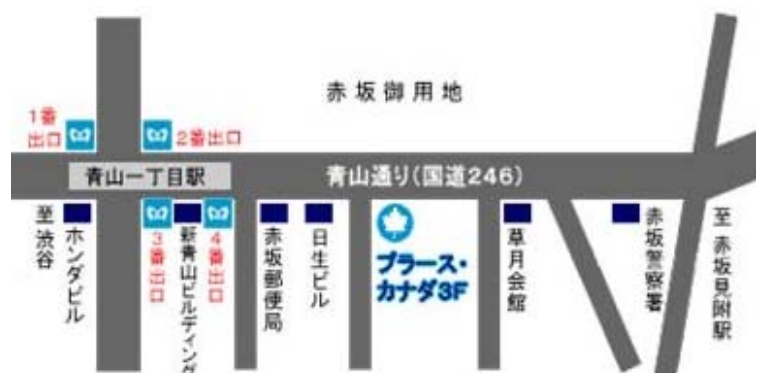 赤坂御用地
1番
出口
2番出口
青山一丁目駅
青山通り(国道246)
至渋谷
ホンダビル
3番出口
新青山ビルディング
4番出口
赤坂郵便局
日生ビル
プラース・
カナダ3F
草月会館
赤坂警察署
至 赤坂見附駅